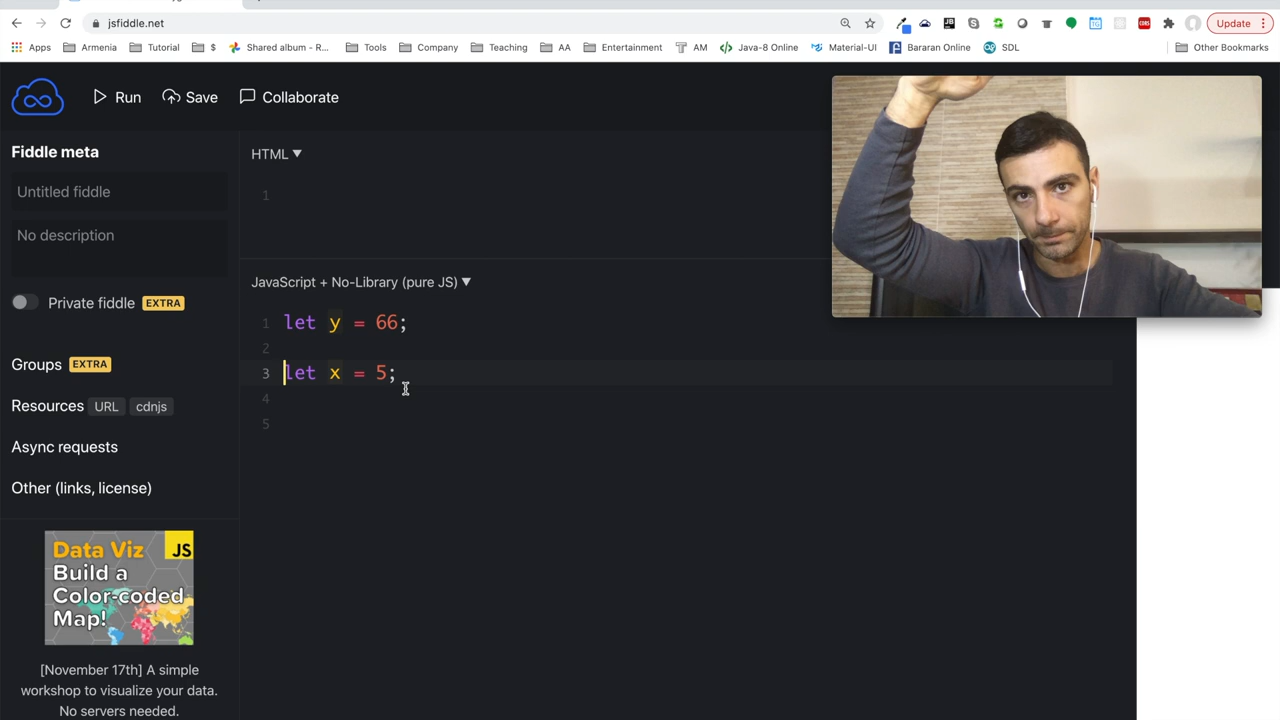 jsfiddle.net
Update
Apps Armenia Tutorial $ Shared album - R... Tools Company Teaching AA Entertainment AM Java-8 Online Material-UI Bararan Online SDL Other Bookmarks
Run Save Collaborate
Fiddle meta
Untitled fiddle
No description
Private fiddle EXTRA
Groups EXTRA
Resources URL cdnjs
Async requests
Other (links, license)
Data Viz JS
Build a
Color-coded
Map!
[November 17th] A simple
workshop to visualize your data.
No servers needed.
HTML ▼
1
JavaScript + No-Library (pure JS) ▼
1 let y = 66;
2
3 let x = 5;
4
5